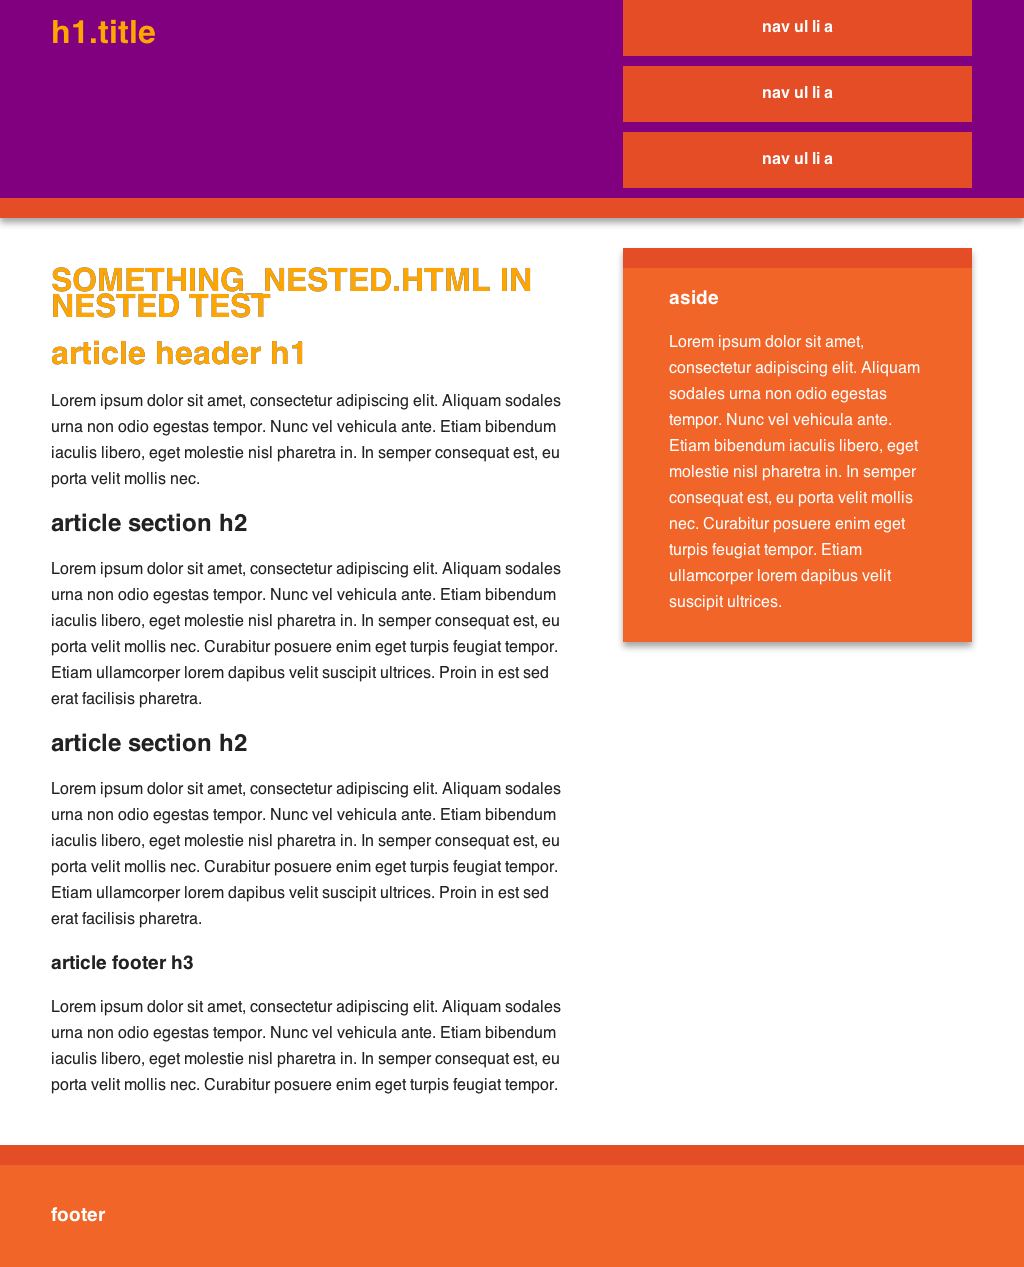 h1.title
nav ul li a
nav ul li a
nav ul li a
SOMETHING_NESTED.HTML IN
NESTED TEST
article header h1
Lorem ipsum dolor sit amet, consectetur adipiscing elit. Aliquam sodales
urna non odio egestas tempor. Nunc vel vehicula ante. Etiam bibendum
iaculis libero, eget molestie nisl pharetra in. In semper consequat est, eu
porta velit mollis nec.
article section h2
Lorem ipsum dolor sit amet, consectetur adipiscing elit. Aliquam sodales
urna non odio egestas tempor. Nunc vel vehicula ante. Etiam bibendum
iaculis libero, eget molestie nisl pharetra in. In semper consequat est, eu
porta velit mollis nec. Curabitur posuere enim eget turpis feugiat tempor.
Etiam ullamcorper lorem dapibus velit suscipit ultrices. Proin in est sed
erat facilisis pharetra.
article section h2
Lorem ipsum dolor sit amet, consectetur adipiscing elit. Aliquam sodales
urna non odio egestas tempor. Nunc vel vehicula ante. Etiam bibendum
iaculis libero, eget molestie nisl pharetra in. In semper consequat est, eu
porta velit mollis nec. Curabitur posuere enim eget turpis feugiat tempor.
Etiam ullamcorper lorem dapibus velit suscipit ultrices. Proin in est sed
erat facilisis pharetra.
article footer h3
Lorem ipsum dolor sit amet, consectetur adipiscing elit. Aliquam sodales
urna non odio egestas tempor. Nunc vel vehicula ante. Etiam bibendum
iaculis libero, eget molestie nisl pharetra in. In semper consequat est, eu
porta velit mollis nec. Curabitur posuere enim eget turpis feugiat tempor.
aside
Lorem ipsum dolor sit amet,
consectetur adipiscing elit. Aliquam
sodales urna non odio egestas
tempor. Nunc vel vehicula ante.
Etiam bibendum iaculis libero, eget
molestie nisl pharetra in. In semper
consequat est, eu porta velit mollis
nec. Curabitur posuere enim eget
turpis feugiat tempor. Etiam
ullamcorper lorem dapibus velit
suscipit ultrices.
footer